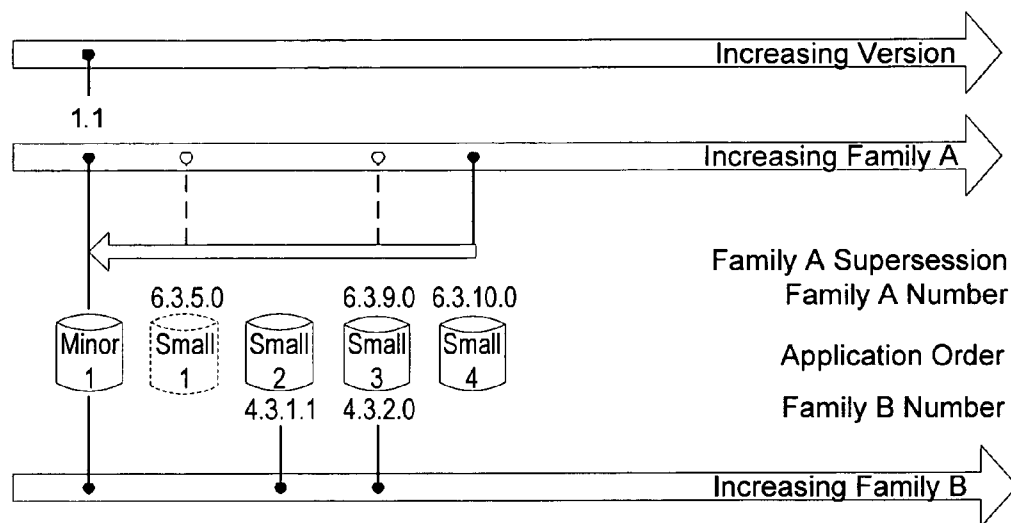 Increasing Version
1.1
Increasing Family A
Family A Supersession
6.3.5.0 6.3.9.0 6.3.10.0 Family A Number
Minor 1
Small 1
Small 2
Small 3
Small 4
Application Order
4.3.1.1 4.3.2.0 Family B Number
Increasing Family B